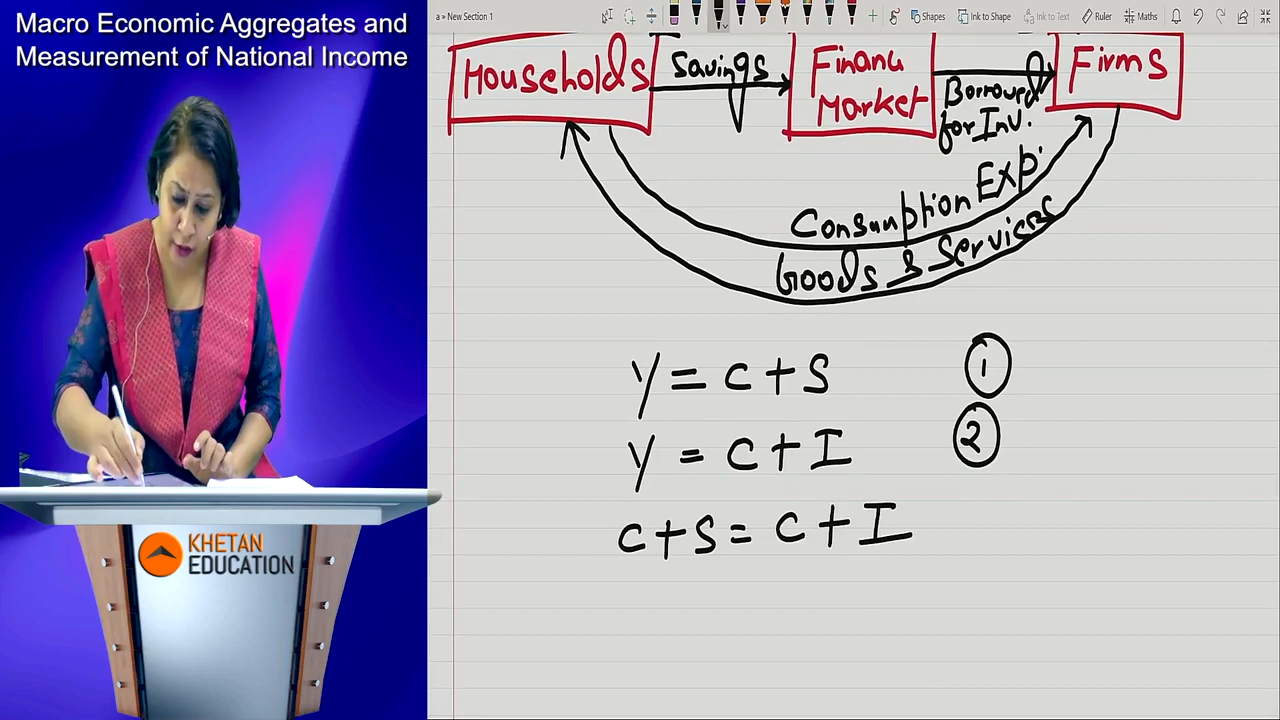 Macro Economic Aggregates and
Measurement of National Income
a > New Section 1
Shapes
Ink to Shape
Ink to Text
Ruler
Maths
Households
Savings
Finanu
Market
Borrowed
for Inv.
Firms
Consumption Exp.
Goods & Services
Y = C + S ①
Y = C + I ②
C + S = C + I
KHETAN
EDUCATION